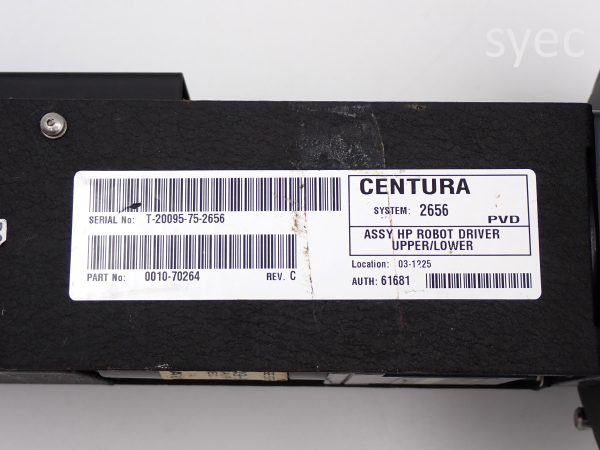 syec
CENTURA
SERIAL No: T-20095-75-2656
SYSTEM: 2656
PVD
ASSY HP ROBOT DRIVER
UPPER/LOWER
PART No: 0010-70264 REV. C
Location: 03-1225
AUTH: 61681